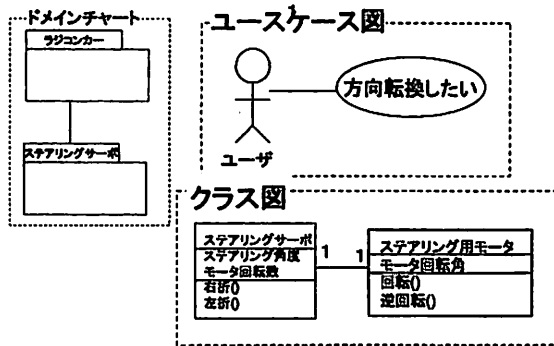 ドメインチャート
ラジコンカー
ステアリングサーボ
ユースケース図
1
方向転換したい
ユーザ
クラス図
ステアリングサーボ
ステアリング角度
モータ回転数
右折()
左折()
1
1
ステアリング用モータ
モータ回転角
回転()
逆回転()